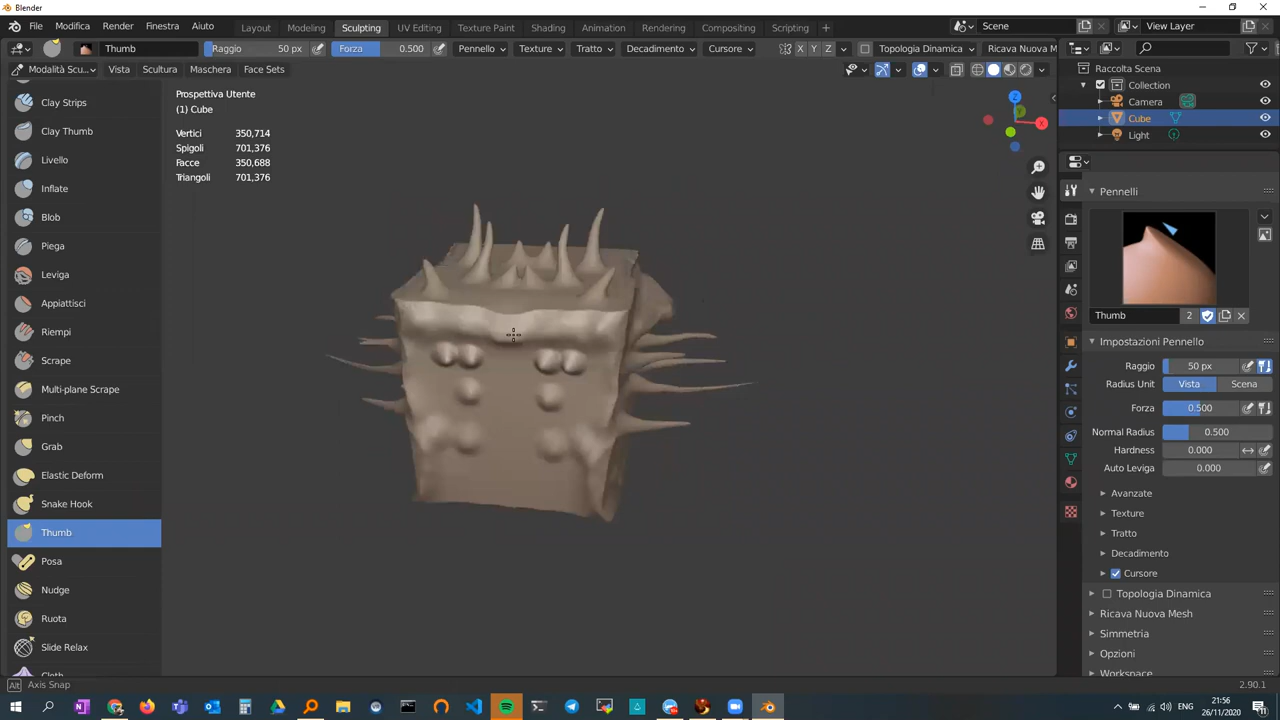 Blender
File Modifica Render Finestra Aiuto Layout Modeling Sculpting UV Editing Texture Paint Shading Animation Rendering Compositing Scripting + Scene View Layer
Thumb Raggio 50 px Forza 0.500 Pennello Texture Tratto Decadimento Cursore X Y Z Topologia Dinamica Ricava Nuova M
Modalità Scu... Vista Scultura Maschera Face Sets
Raccolta Scena
Collection
Camera
Cube
Light
Prospettiva Utente
(1) Cube
Vertici 350,714
Spigoli 701,376
Facce 350,688
Triangoli 701,376
Z
X
Clay Strips
Clay Thumb
Livello
Inflate
Blob
Piega
Leviga
Appiattisci
Riempi
Scrape
Multi-plane Scrape
Pinch
Grab
Elastic Deform
Snake Hook
Thumb
Posa
Nudge
Ruota
Slide Relax
Cloth
Pennelli
Thumb 2
Impostazioni Pennello
Raggio 50 px
Radius Unit Vista Scena
Forza 0.500
Normal Radius 0.500
Hardness 0.000
Auto Leviga 0.000
Avanzate
Texture
Tratto
Decadimento
Cursore
Topologia Dinamica
Ricava Nuova Mesh
Simmetria
Opzioni
Workspace
Alt Axis Snap 2.90.1
ENG 21:56
26/11/2020